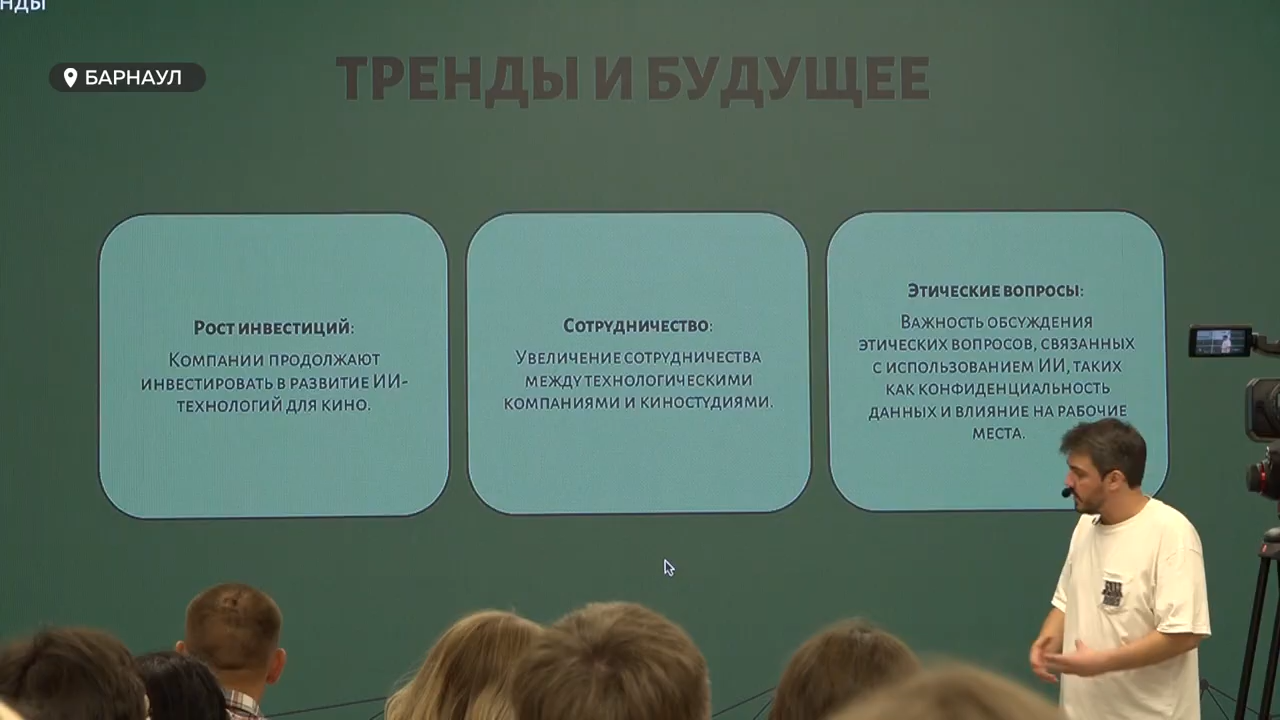 НДЫ
БАРНАУЛ
ТРЕНДЫ И БУДУЩЕЕ
Рост инвестиций:
Компании продолжают
инвестировать в развитие ИИ-
технологий для кино.
Сотрудничество:
Увеличение сотрудничества
между технологическими
компаниями и киностудиями.
Этические вопросы:
Важность обсуждения
этических вопросов, связанных
с использованием ИИ, таких
как конфиденциальность
данных и влияние на рабочие
места.